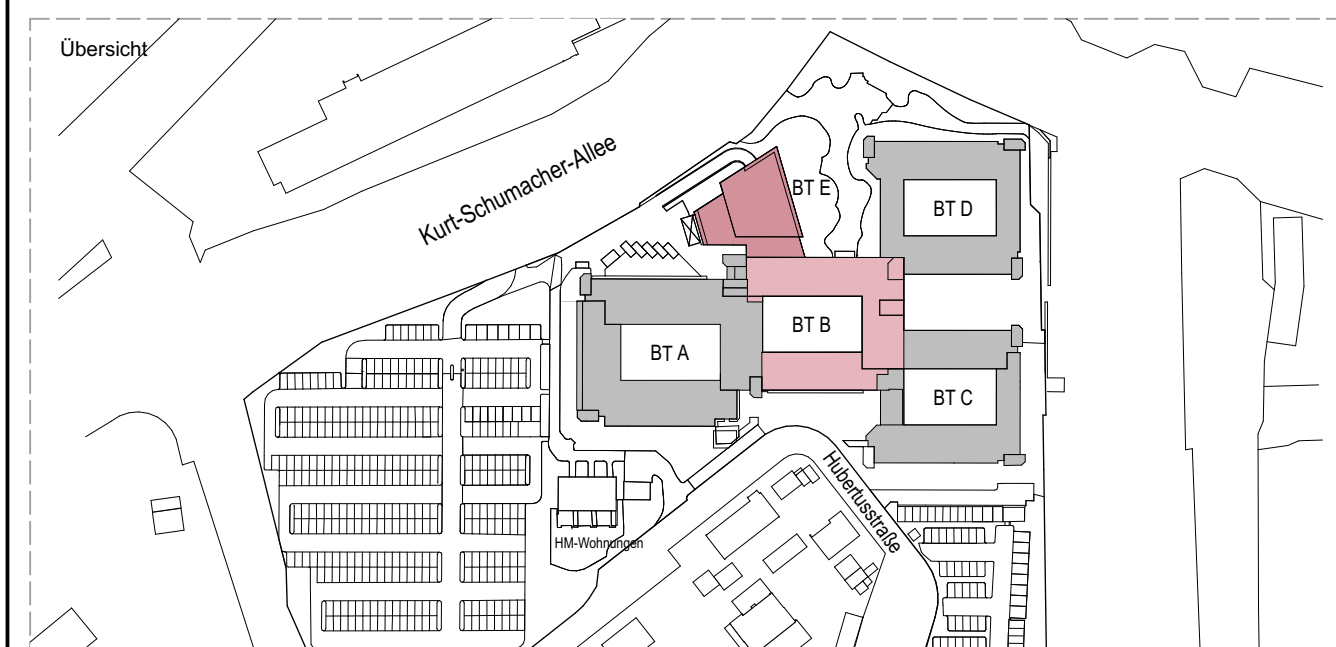 Übersicht
Kurt-Schumacher-Allee
BT E
BT D
BT B
BT A
BT C
Hubertusstraße
HM-Wohnungen